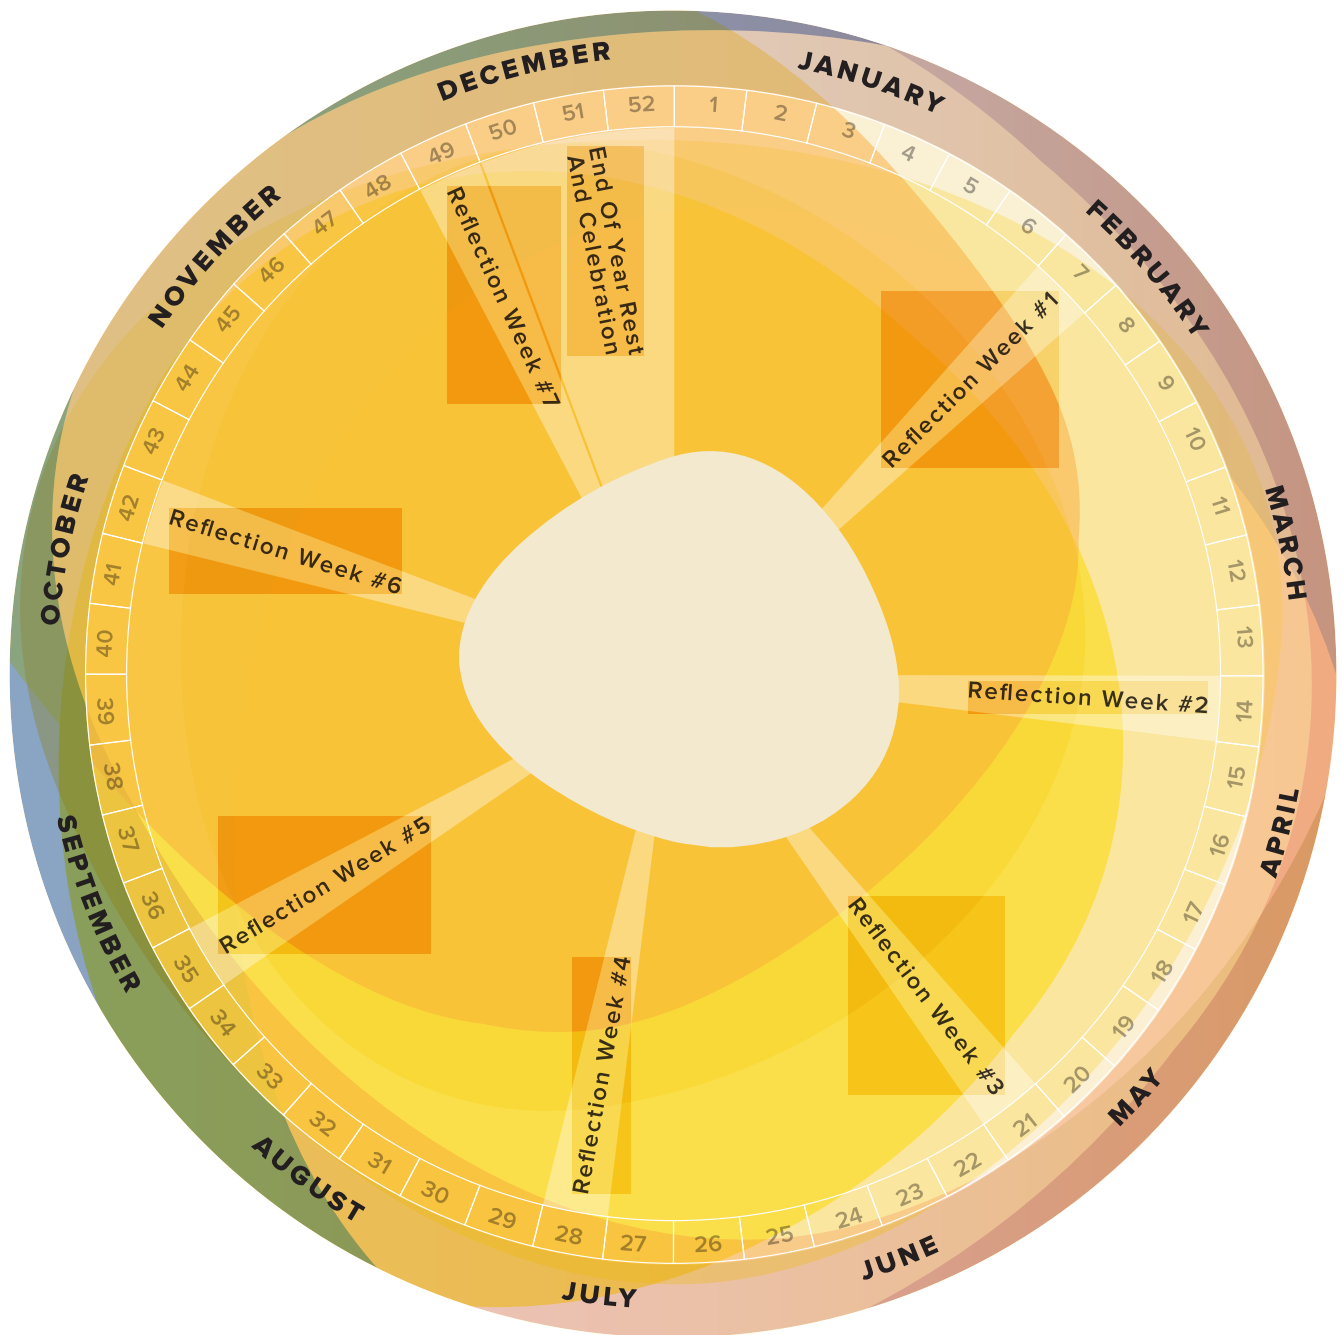 JANUARY
FEBRUARY
MARCH
APRIL
MAY
JUNE
JULY
AUGUST
SEPTEMBER
OCTOBER
NOVEMBER
DECEMBER
1
2
3
4
5
6
7
8
9
10
11
12
13
14
15
16
17
18
19
20
21
22
23
24
25
26
27
28
29
30
31
32
33
34
35
36
37
38
39
40
41
42
43
44
45
46
47
48
49
50
51
52
Reflection Week #1
Reflection Week #2
Reflection Week #3
Reflection Week #4
Reflection Week #5
Reflection Week #6
Reflection Week #7
End Of Year Rest
And Celebration